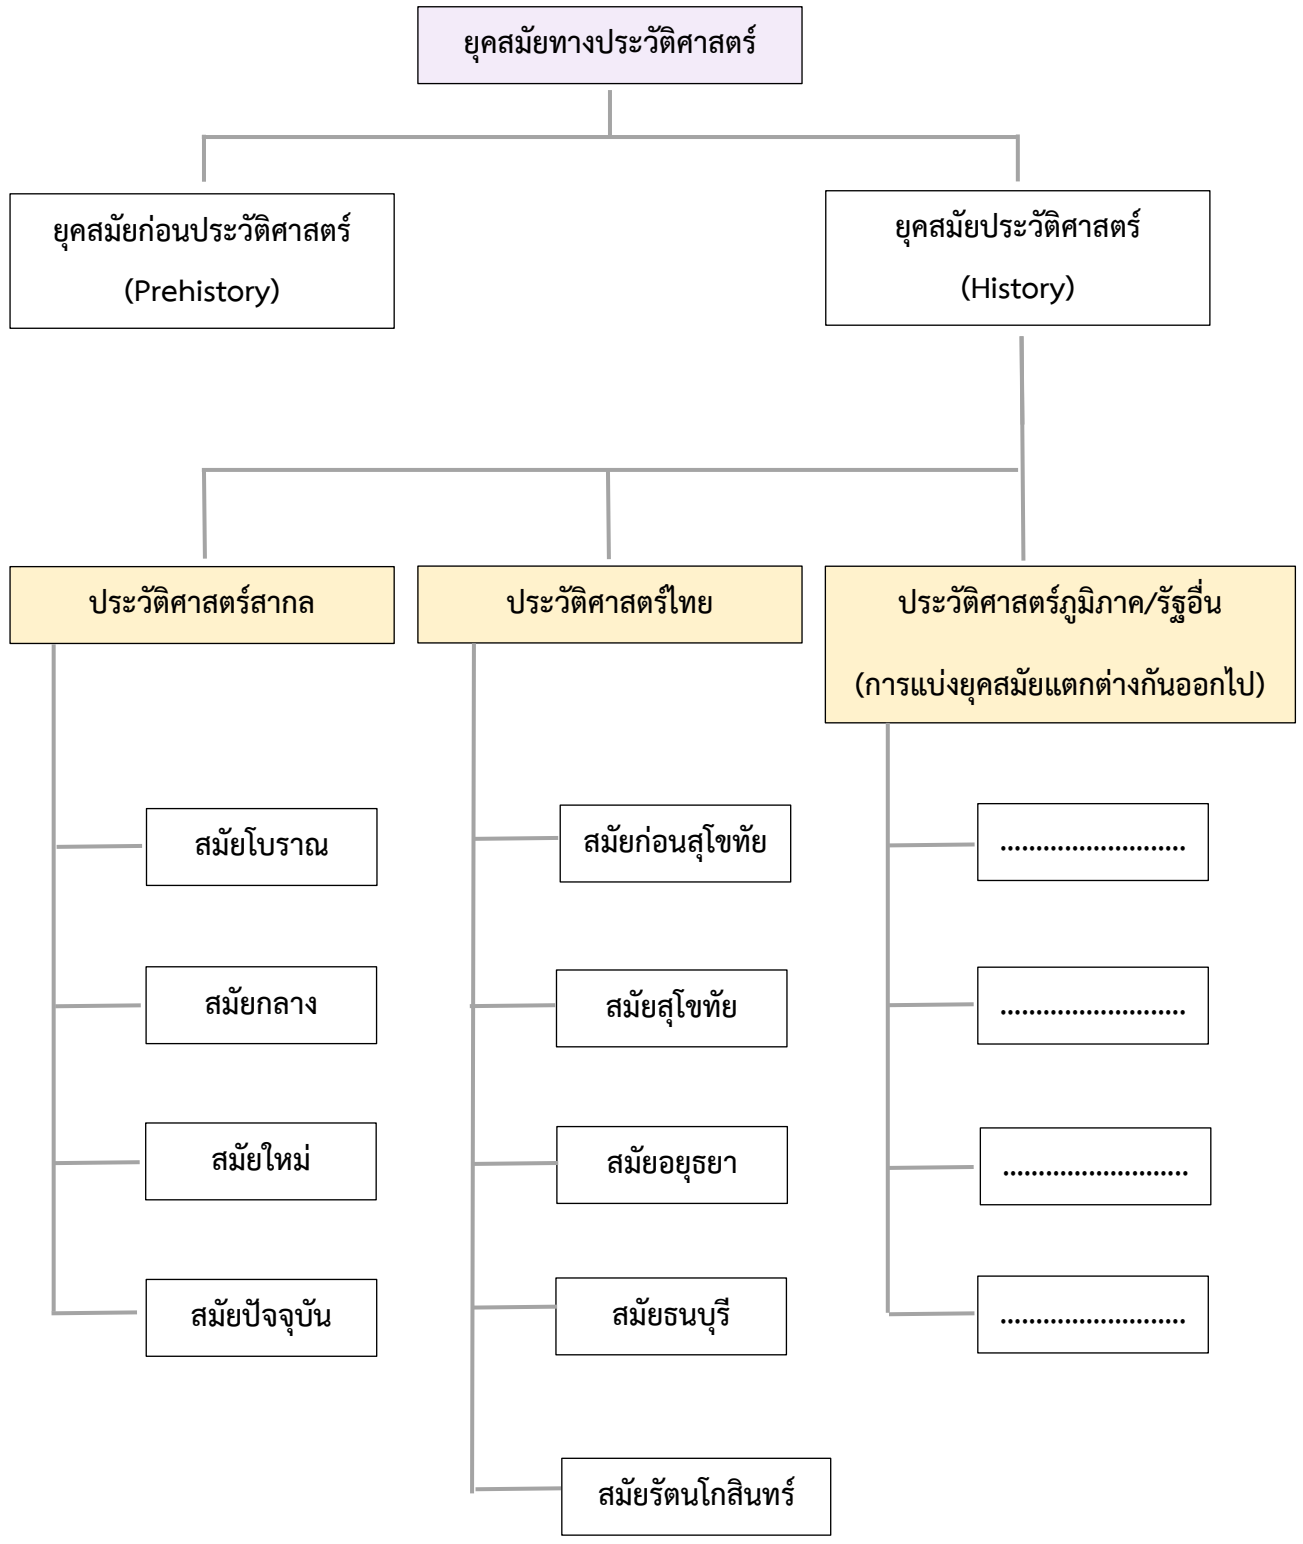 ยุคสมัยทางประวัติศาสตร์
ยุคสมัยก่อนประวัติศาสตร์
(Prehistory)
ยุคสมัยประวัติศาสตร์
(History)
ประวัติศาสตร์สากล
สมัยโบราณ
สมัยกลาง
สมัยใหม่
สมัยปัจจุบัน
ประวัติศาสตร์ไทย
สมัยก่อนสุโขทัย
สมัยสุโขทัย
สมัยอยุธยา
สมัยธนบุรี
สมัยรัตนโกสินทร์
ประวัติศาสตร์ภูมิภาค/รัฐอื่น
(การแบ่งยุคสมัยแตกต่างกันออกไป)
..........................
..........................
..........................
..........................